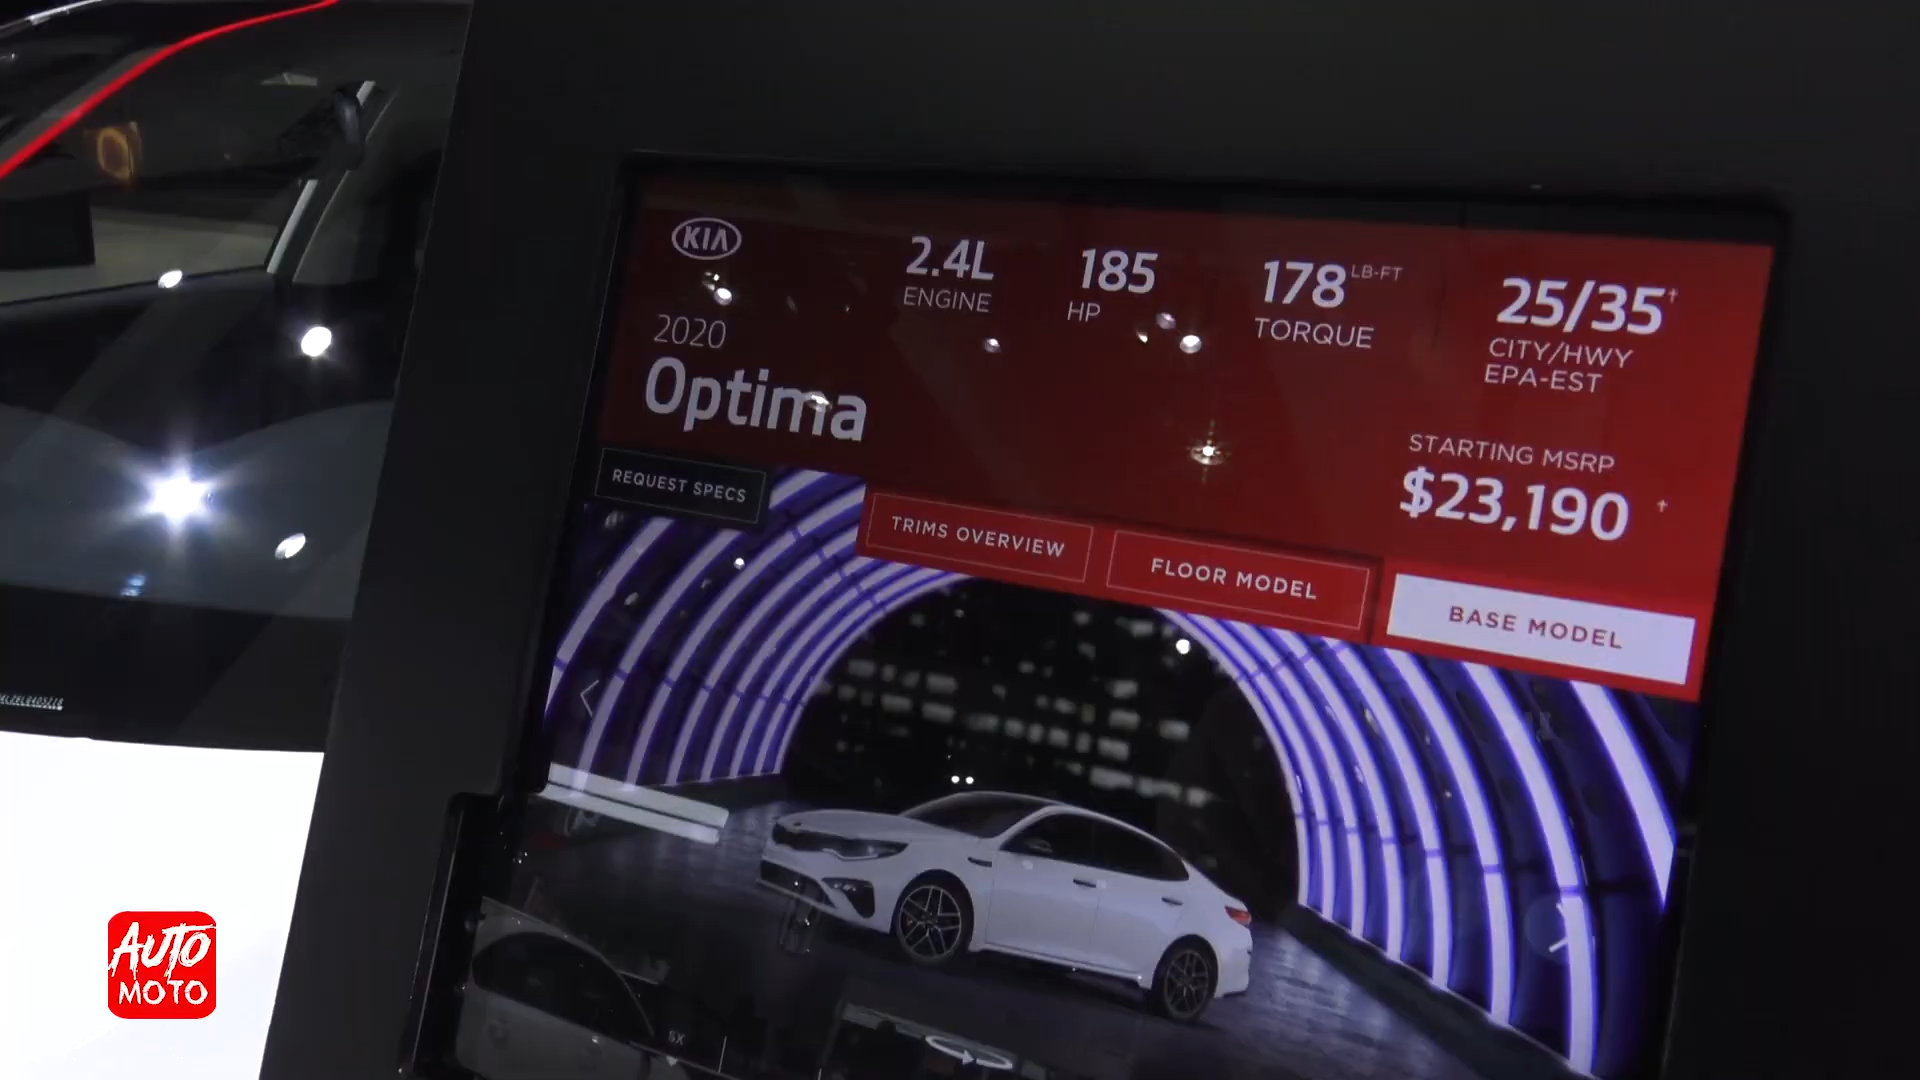 KIA
2.4L
ENGINE
185
HP
178 LB-FT
TORQUE
25/35†
CITY/HWY
EPA-EST
2020
Optima
STARTING MSRP
$23,190 †
REQUEST SPECS
TRIMS OVERVIEW
FLOOR MODEL
BASE MODEL
SX
AUTO
MOTO